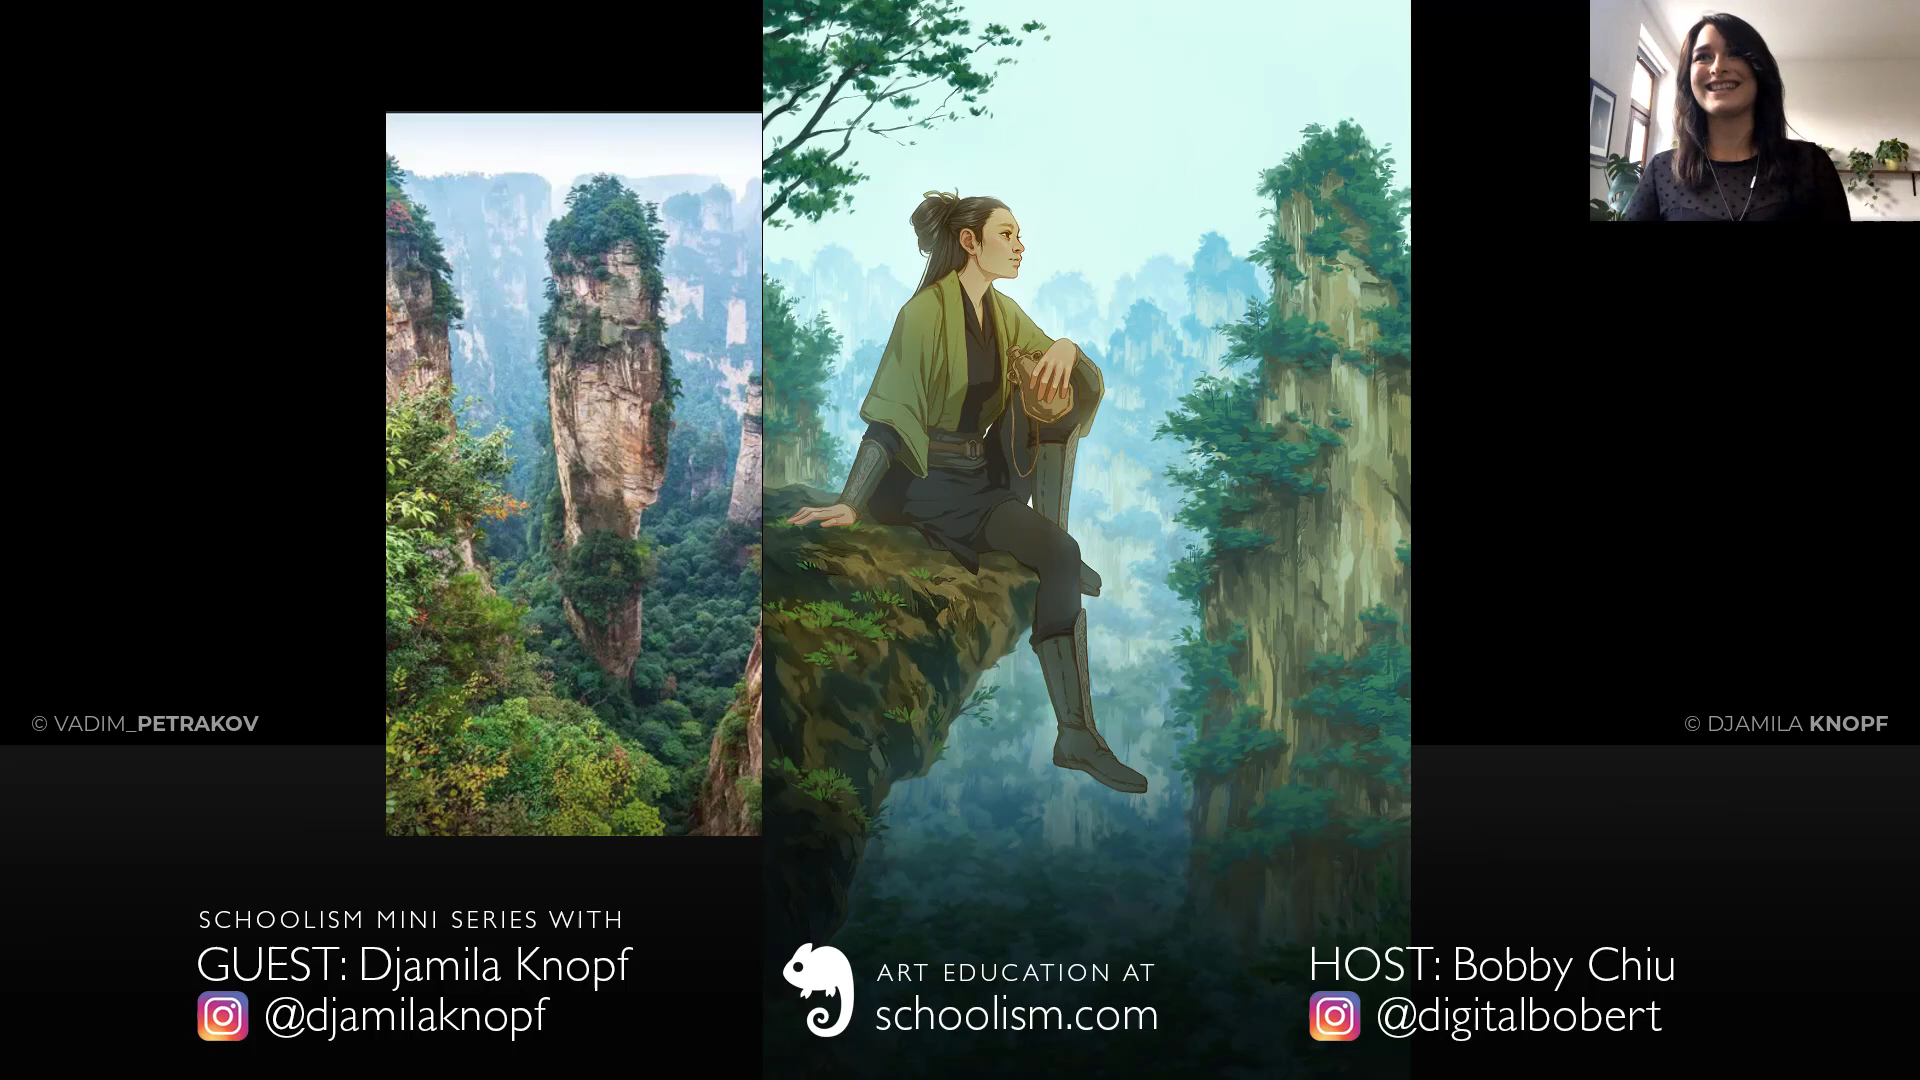 © VADIM_PETRAKOV
© DJAMILA KNOPF
SCHOOLISM MINI SERIES WITH
GUEST: Djamila Knopf
@djamilaknopf
ART EDUCATION AT
schoolism.com
HOST: Bobby Chiu
@digitalbobert